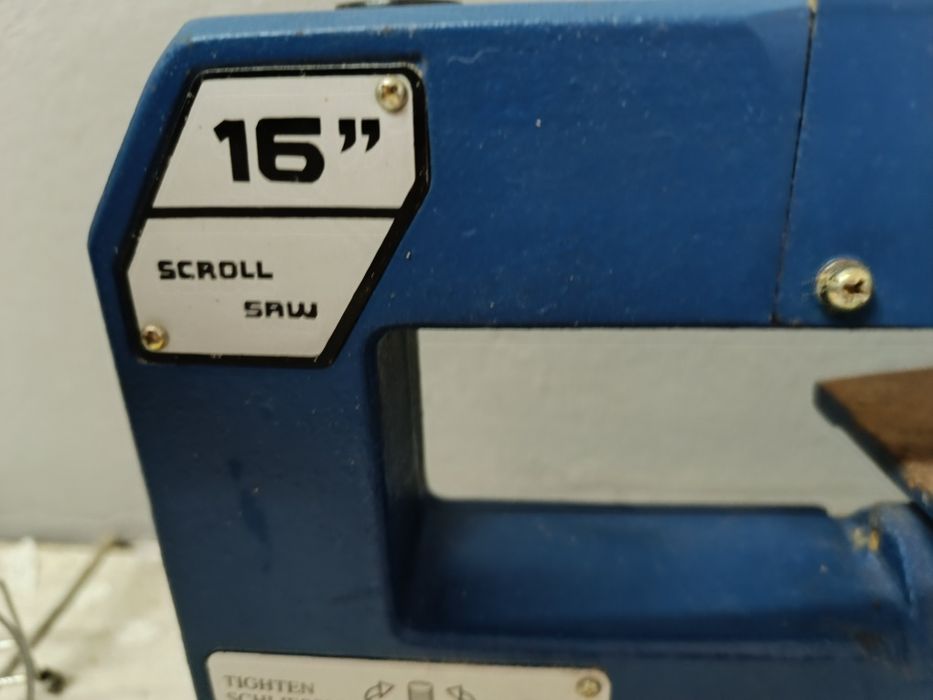 16”
SCROLL
SAW
TIGHTEN